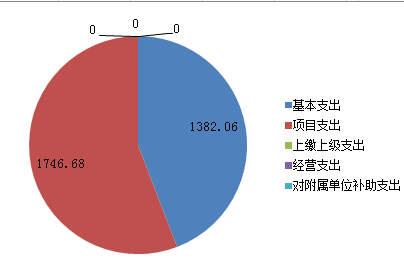 0
0
0
1382.06
1746.68
基本支出
项目支出
上缴上级支出
经营支出
对附属单位补助支出